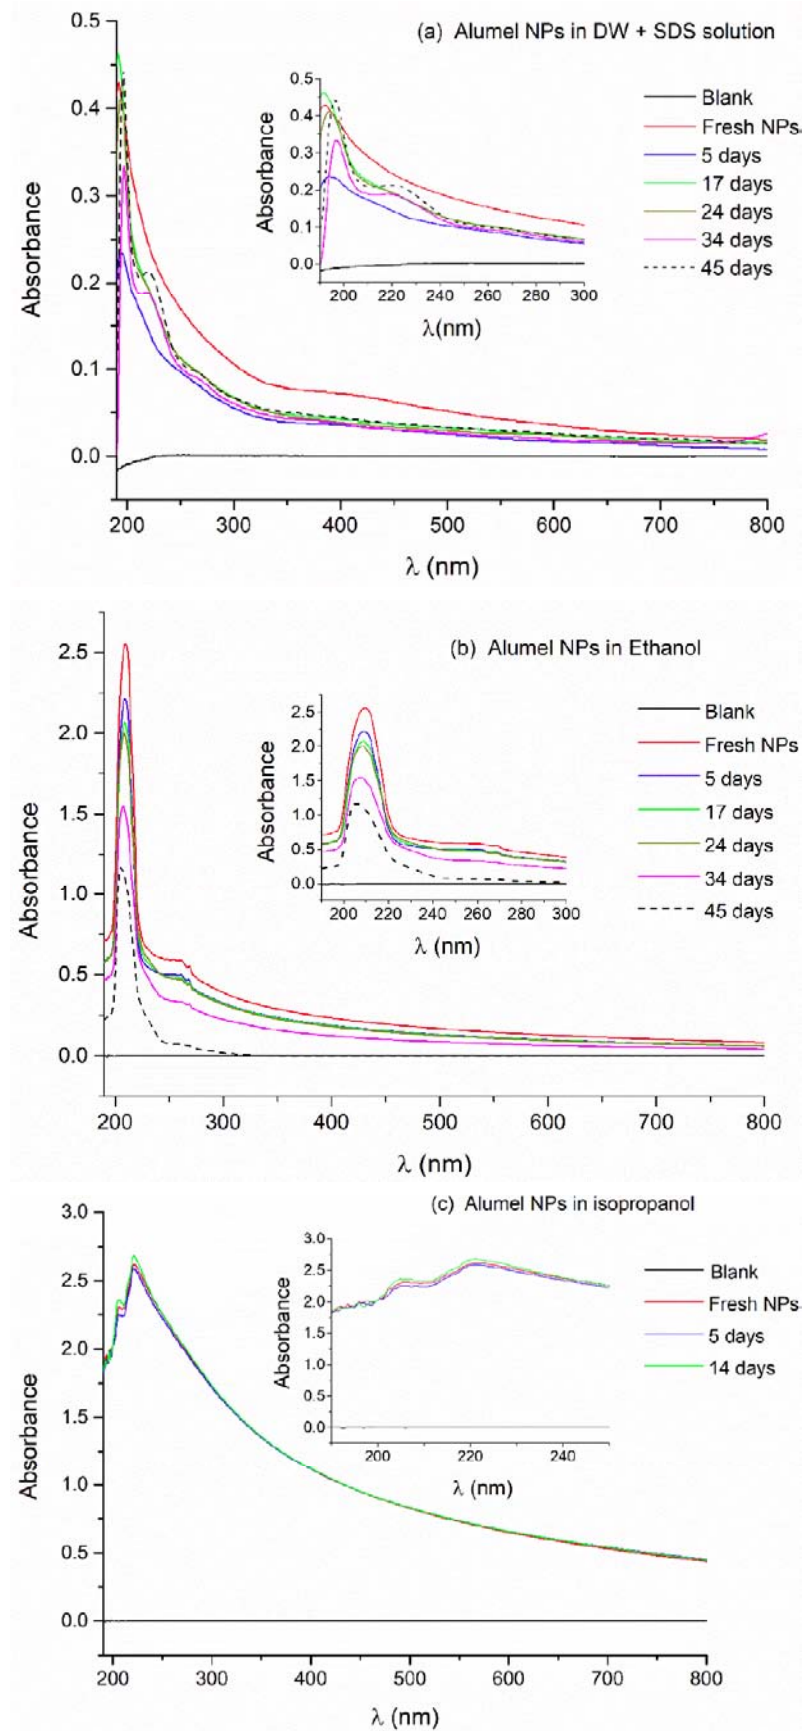 (a) Alumel NPs in DW + SDS solution
0.5
0.4
0.3
0.2
0.1
0.0
Absorbance
200 300 400 500 600 700 800
λ (nm)
0.5
0.4
0.3
0.2
0.1
0.0
Absorbance
200 220 240 260 280 300
λ(nm)
Blank
Fresh NPs
5 days
17 days
24 days
34 days
45 days
(b) Alumel NPs in Ethanol
2.5
2.0
1.5
1.0
0.5
0.0
Absorbance
200 300 400 500 600 700 800
λ (nm)
2.5
2.0
1.5
1.0
0.5
0.0
Absorbance
200 220 240 260 280 300
λ (nm)
Blank
Fresh NPs
5 days
17 days
24 days
34 days
45 days
(c) Alumel NPs in isopropanol
3.0
2.5
2.0
1.5
1.0
0.5
0.0
Absorbance
200 300 400 500 600 700 800
λ (nm)
3.0
2.5
2.0
1.5
1.0
0.5
0.0
Absorbance
200 220 240
λ (nm)
Blank
Fresh NPs
5 days
14 days